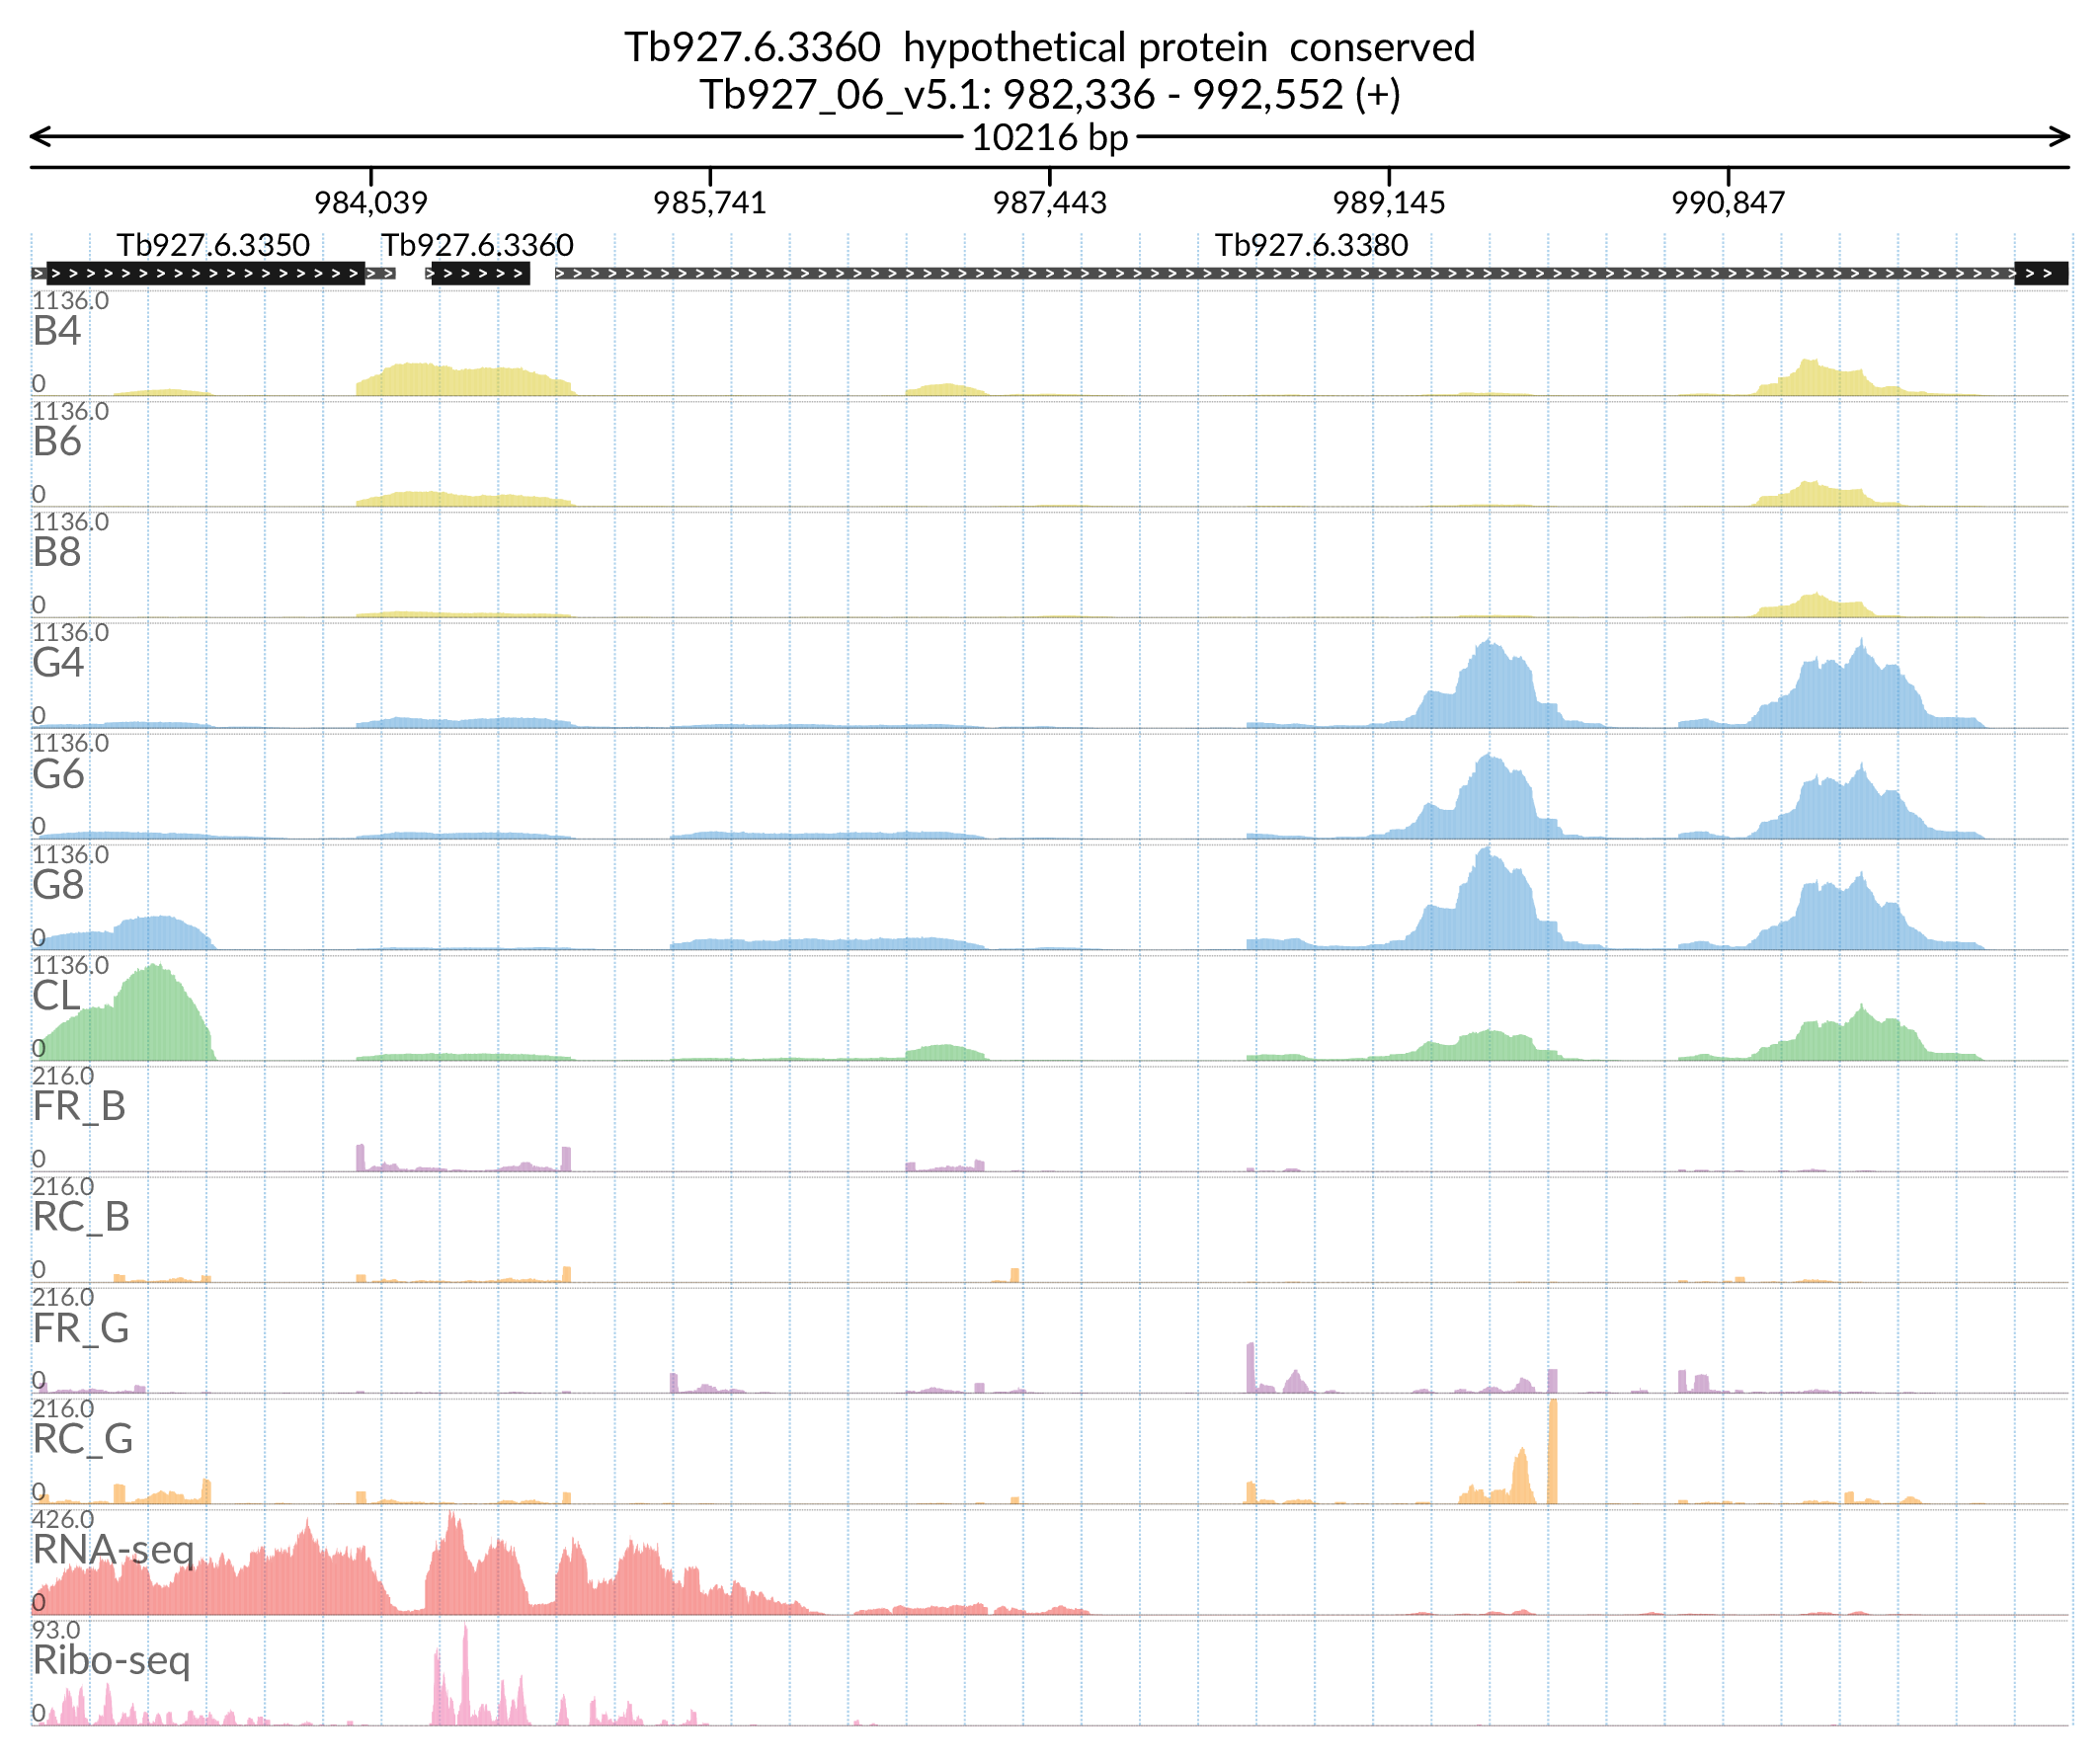 Tb927.6.3360  hypothetical protein  conserved
Tb927_06_v5.1: 982,336 - 992,552 (+)
10216 bp
984,039 985,741 987,443 989,145 990,847
Tb927.6.3350 Tb927.6.3360 Tb927.6.3380
1136.0
B4
0
1136.0
B6
0
1136.0
B8
0
1136.0
G4
0
1136.0
G6
0
1136.0
G8
0
1136.0
CL
0
216.0
FR_B
0
216.0
RC_B
0
216.0
FR_G
0
216.0
RC_G
0
426.0
RNA-seq
0
93.0
Ribo-seq
0